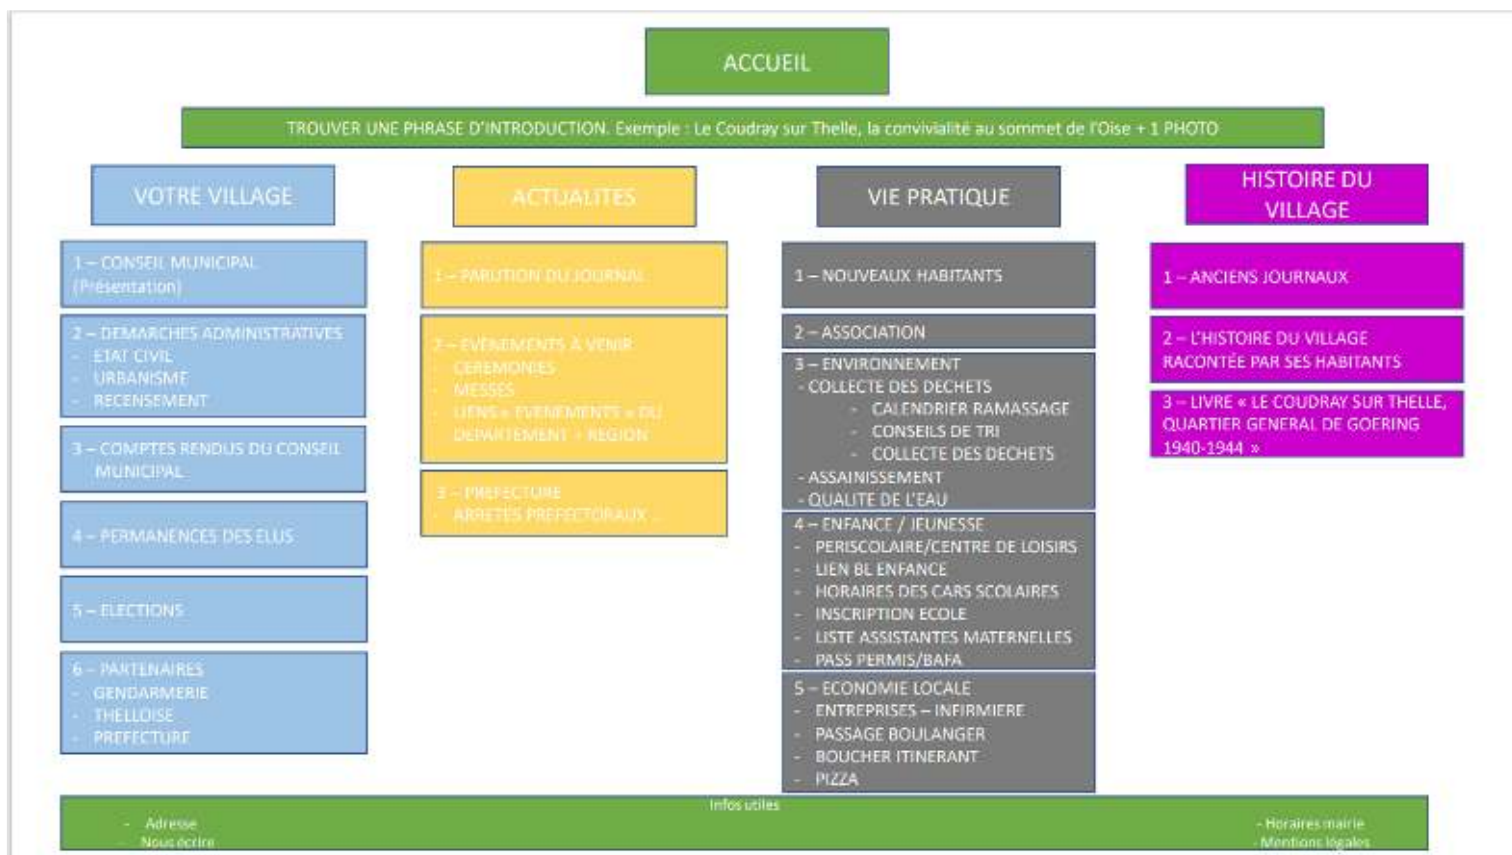 ACCUEIL
TROUVER UNE PHRASE D'INTRODUCTION. Exemple : Le Coudray sur Thelle, la convivialité au sommet de l'Oise + 1 PHOTO
VOTRE VILLAGE
1 – CONSEIL MUNICIPAL
(Présentation)
2 – DEMARCHES ADMINISTRATIVES
- ETAT CIVIL
- URBANISME
- RECENSEMENT
3 – COMPTES RENDUS DU CONSEIL
MUNICIPAL
4 – PERMANENCES DES ELUS
5 – ELECTIONS
6 – PARTENAIRES
- GENDARMERIE
- THELLOISE
- PREFECTURE
ACTUALITES
1 – PARUTION DU JOURNAL
2 – EVENEMENTS A VENIR
- CEREMONIES
- MESSES
- LIENS « EVENEMENTS » DU
DEPARTEMENT – REGION
3 – PREFECTURE
- ARRETES PREFECTORAUX ..
VIE PRATIQUE
1 – NOUVEAUX HABITANTS
2 – ASSOCIATION
3 – ENVIRONNEMENT
- COLLECTE DES DECHETS
- CALENDRIER RAMASSAGE
- CONSEILS DE TRI
- COLLECTE DES DECHETS
- ASSAINISSEMENT
- QUALITE DE L'EAU
4 – ENFANCE / JEUNESSE
- PERISCOLAIRE/CENTRE DE LOISIRS
- LIEN BL ENFANCE
- HORAIRES DES CARS SCOLAIRES
- INSCRIPTION ECOLE
- LISTE ASSISTANTES MATERNELLES
- PASS PERMIS/BAFA
5 – ECONOMIE LOCALE
- ENTREPRISES – INFIRMIERE
- PASSAGE BOULANGER
- BOUCHER ITINERANT
- PIZZA
HISTOIRE DU
VILLAGE
1 – ANCIENS JOURNAUX
2 – L'HISTOIRE DU VILLAGE
RACONTÉE PAR SES HABITANTS
3 – LIVRE « LE COUDRAY SUR THELLE,
QUARTIER GENERAL DE GOERING
1940-1944 »
Infos utiles
- Adresse
- Nous écrire
- Horaires mairie
- Mentions légales